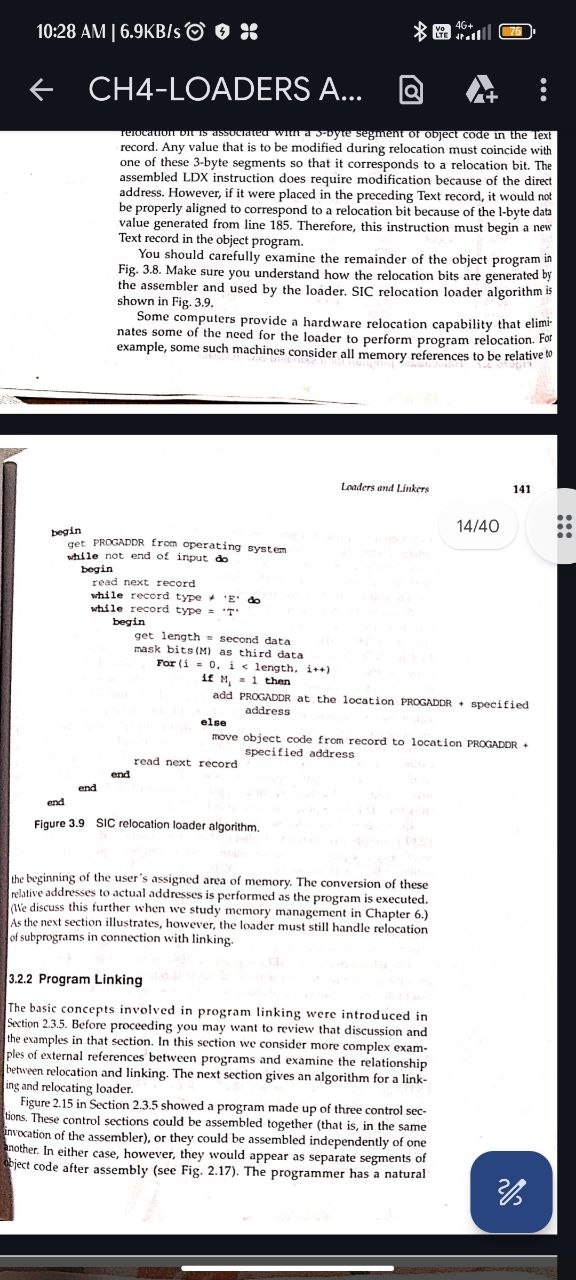 10:28 AM | 6.9KB/s
Vo LTE 4G+ 76
CH4-LOADERS A...
relocation bit is associated with a 3-byte segment of object code in the Text
record. Any value that is to be modified during relocation must coincide with
one of these 3-byte segments so that it corresponds to a relocation bit. The
assembled LDX instruction does require modification because of the direct
address. However, if it were placed in the preceding Text record, it would not
be properly aligned to correspond to a relocation bit because of the 1-byte data
value generated from line 185. Therefore, this instruction must begin a new
Text record in the object program.
You should carefully examine the remainder of the object program in
Fig. 3.8. Make sure you understand how the relocation bits are generated by
the assembler and used by the loader. SIC relocation loader algorithm is
shown in Fig. 3.9.
Some computers provide a hardware relocation capability that elimi-
nates some of the need for the loader to perform program relocation. For
example, some such machines consider all memory references to be relative to
Loaders and Linkers 141
14/40
begin
get PROGADDR from operating system
while not end of input do
begin
read next record
while record type ≠ 'E' do
while record type = 'T'
begin
get length = second data
mask bits(M) as third data
For(i = 0, i < length, i++)
if Mi = 1 then
add PROGADDR at the location PROGADDR + specified
address
else
move object code from record to location PROGADDR +
specified address
read next record
end
end
end
Figure 3.9 SIC relocation loader algorithm.
the beginning of the user's assigned area of memory. The conversion of these
relative addresses to actual addresses is performed as the program is executed.
(We discuss this further when we study memory management in Chapter 6.)
As the next section illustrates, however, the loader must still handle relocation
of subprograms in connection with linking.
3.2.2 Program Linking
The basic concepts involved in program linking were introduced in
Section 2.3.5. Before proceeding you may want to review that discussion and
the examples in that section. In this section we consider more complex exam-
ples of external references between programs and examine the relationship
between relocation and linking. The next section gives an algorithm for a link-
ing and relocating loader.
Figure 2.15 in Section 2.3.5 showed a program made up of three control sec-
tions. These control sections could be assembled together (that is, in the same
invocation of the assembler), or they could be assembled independently of one
another. In either case, however, they would appear as separate segments of
object code after assembly (see Fig. 2.17). The programmer has a natural